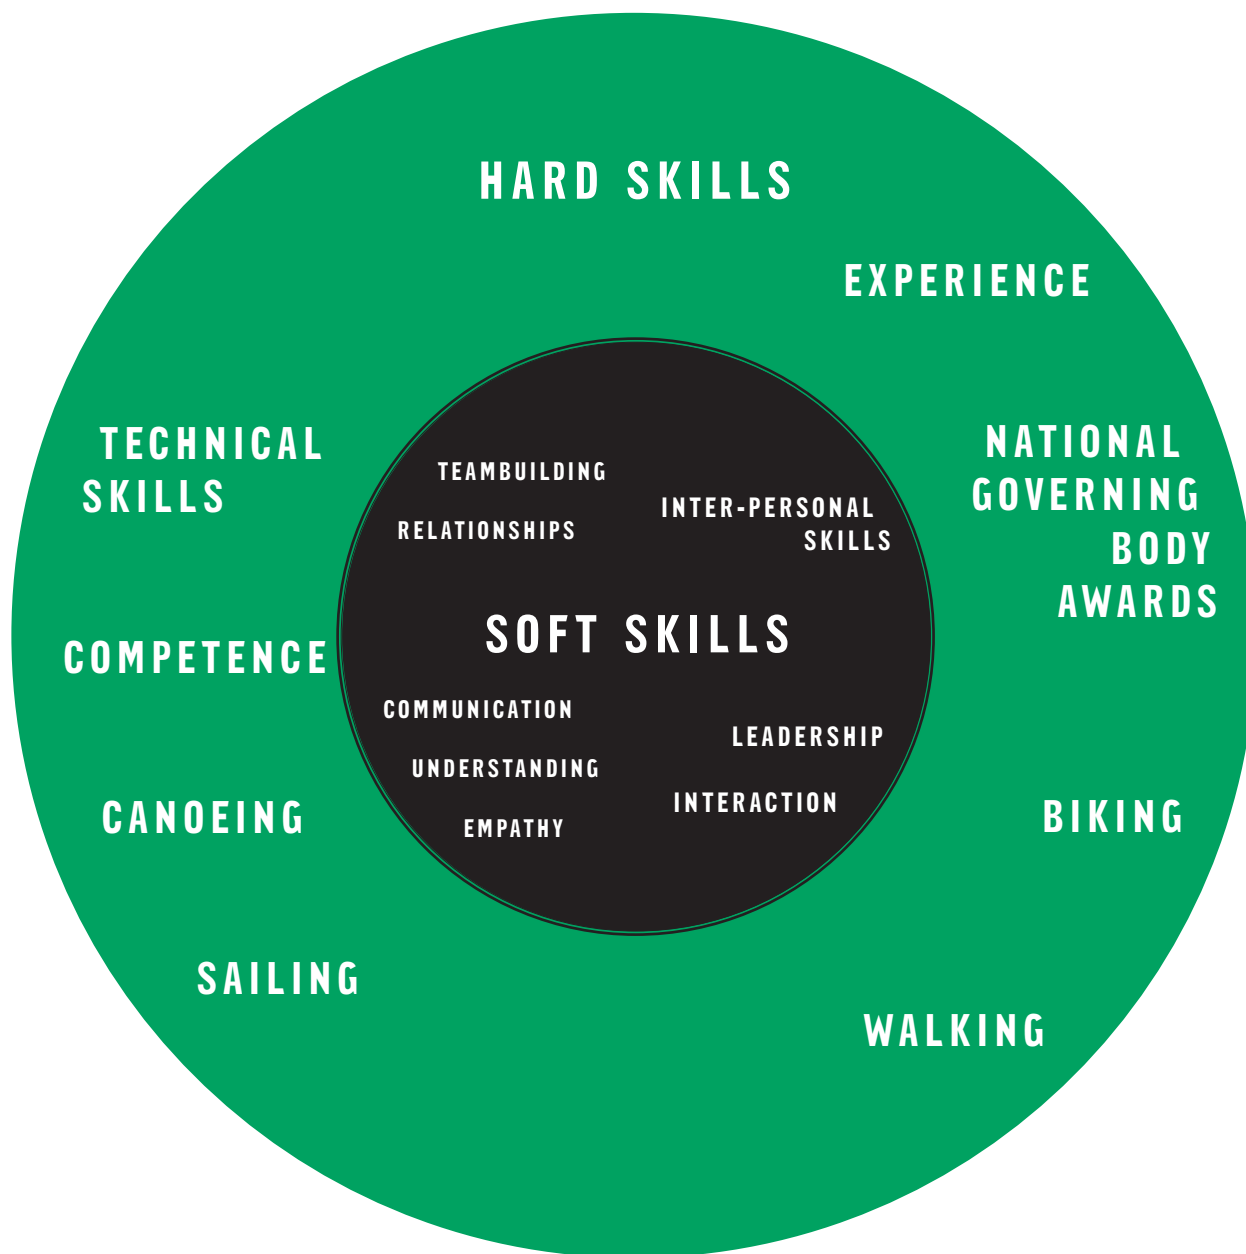 HARD SKILLS
EXPERIENCE
TECHNICAL
SKILLS
NATIONAL
GOVERNING
BODY
AWARDS
TEAMBUILDING
RELATIONSHIPS
INTER-PERSONAL
SKILLS
SOFT SKILLS
COMPETENCE
COMMUNICATION
UNDERSTANDING
EMPATHY
LEADERSHIP
INTERACTION
CANOEING
BIKING
SAILING
WALKING